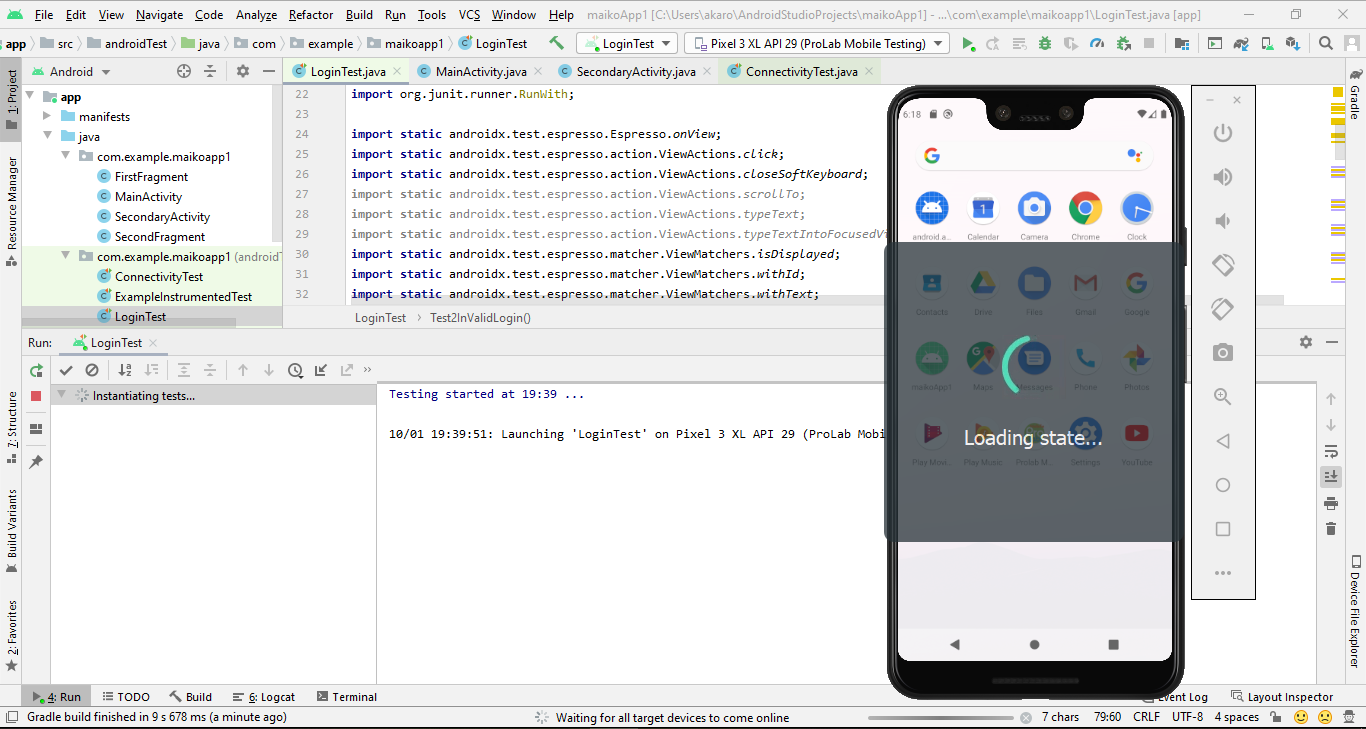 File Edit View Navigate Code Analyze Refactor Build Run Tools VCS Window Help maikoApp1 [C:\Users\akaro\AndroidStudioProjects\maikoApp1] - ...\com\example\maikoapp1\LoginTest.java [app]
app src androidTest java com example maikoapp1 LoginTest LoginTest Pixel 3 XL API 29 (ProLab Mobile Testing)
1: Project
Resource Manager
7: Structure
Build Variants
2: Favorites
Android
app
manifests
java
com.example.maikoapp1
FirstFragment
MainActivity
SecondaryActivity
SecondFragment
com.example.maikoapp1 (androidT
ConnectivityTest
ExampleInstrumentedTest
LoginTest
LoginTest.java MainActivity.java SecondaryActivity.java ConnectivityTest.java
22 import org.junit.runner.RunWith;
23
24 import static androidx.test.espresso.Espresso.onView;
25 import static androidx.test.espresso.action.ViewActions.click;
26 import static androidx.test.espresso.action.ViewActions.closeSoftKeyboard;
27 import static androidx.test.espresso.action.ViewActions.scrollTo;
28 import static androidx.test.espresso.action.ViewActions.typeText;
29 import static androidx.test.espresso.action.ViewActions.typeTextIntoFocusedVi
30 import static androidx.test.espresso.matcher.ViewMatchers.isDisplayed;
31 import static androidx.test.espresso.matcher.ViewMatchers.withId;
32 import static androidx.test.espresso.matcher.ViewMatchers.withText;
LoginTest Test2InValidLogin()
Run: LoginTest
Instantiating tests...
Testing started at 19:39 ...
10/01 19:39:51: Launching 'LoginTest' on Pixel 3 XL API 29 (ProLab Mobi
6:18
android a... Calendar Camera Chrome Clock
Contacts Drive Files Gmail Google
maikoApp1 Maps Messages Phone Photos
Loading state...
Play Movi... Play Music Prolab M... Settings YouTube
Gradle
Device File Explorer
4: Run TODO Build 6: Logcat Terminal Event Log Layout Inspector
Gradle build finished in 9 s 678 ms (a minute ago) Waiting for all target devices to come online 7 chars 79:60 CRLF UTF-8 4 spaces